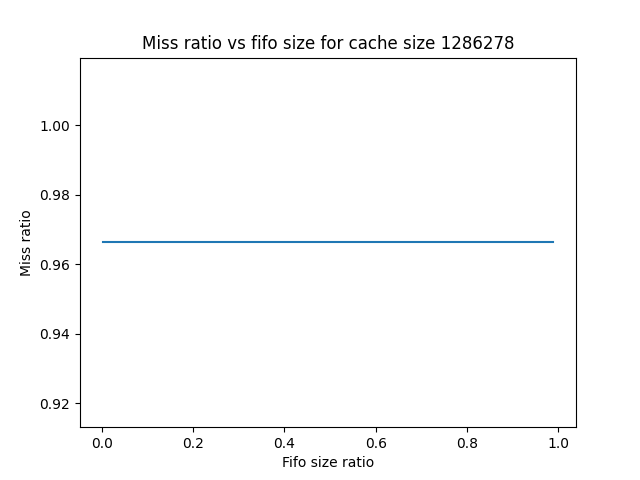 Miss ratio vs fifo size for cache size 1286278
1.00
0.98
0.96
0.94
0.92
Miss ratio
0.0 0.2 0.4 0.6 0.8 1.0
Fifo size ratio